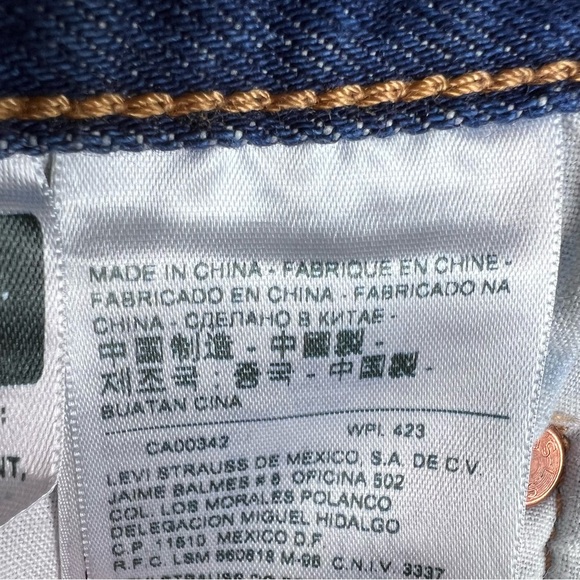 MADE IN CHINA - FABRIQUE EN CHINE -
FABRICADO EN CHINA - FABRICADO NA
CHINA - СДЕЛАНО В КИТАЕ -
中國制造 - 中國製 -
제조국 : 중국 - 中国製 -
BUATAN CINA
CA00342 WPL 423
LEVI STRAUSS DE MEXICO, S.A. DE C.V.
JAIME BALMES # 8 OFICINA 502
COL. LOS MORALES POLANCO
DELEGACION MIGUEL HIDALGO
C.P. 11510 MEXICO D.F.
R.F.C. LSM 860818 M-98 C.N.I.V. 3337